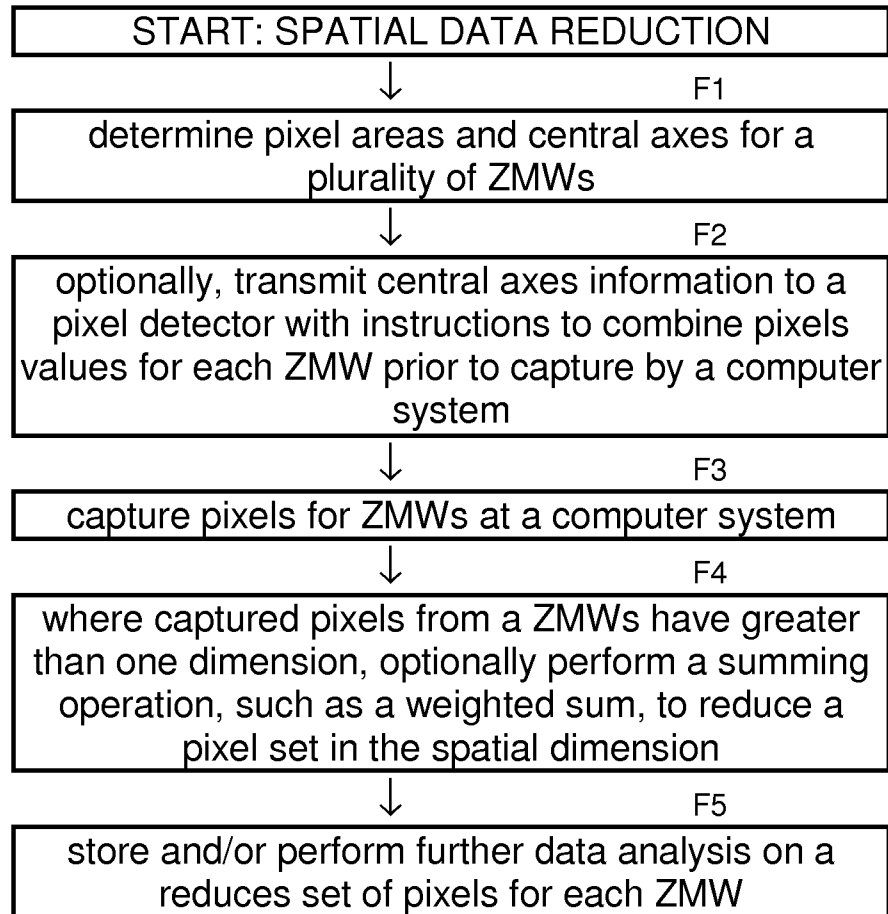 START: SPATIAL DATA REDUCTION
↓ F1
determine pixel areas and central axes for a
plurality of ZMWs
↓ F2
optionally, transmit central axes information to a
pixel detector with instructions to combine pixels
values for each ZMW prior to capture by a computer
system
↓ F3
capture pixels for ZMWs at a computer system
↓ F4
where captured pixels from a ZMWs have greater
than one dimension, optionally perform a summing
operation, such as a weighted sum, to reduce a
pixel set in the spatial dimension
↓ F5
store and/or perform further data analysis on a
reduces set of pixels for each ZMW